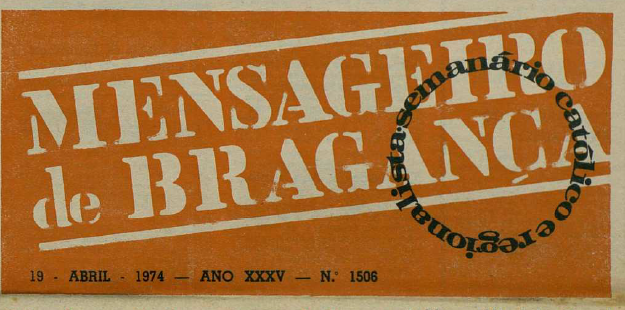 MENSAGEIRO
de BRAGANÇA
semanário católico e regionalista
19 - ABRIL - 1974 — ANO XXXV — N.º 1506